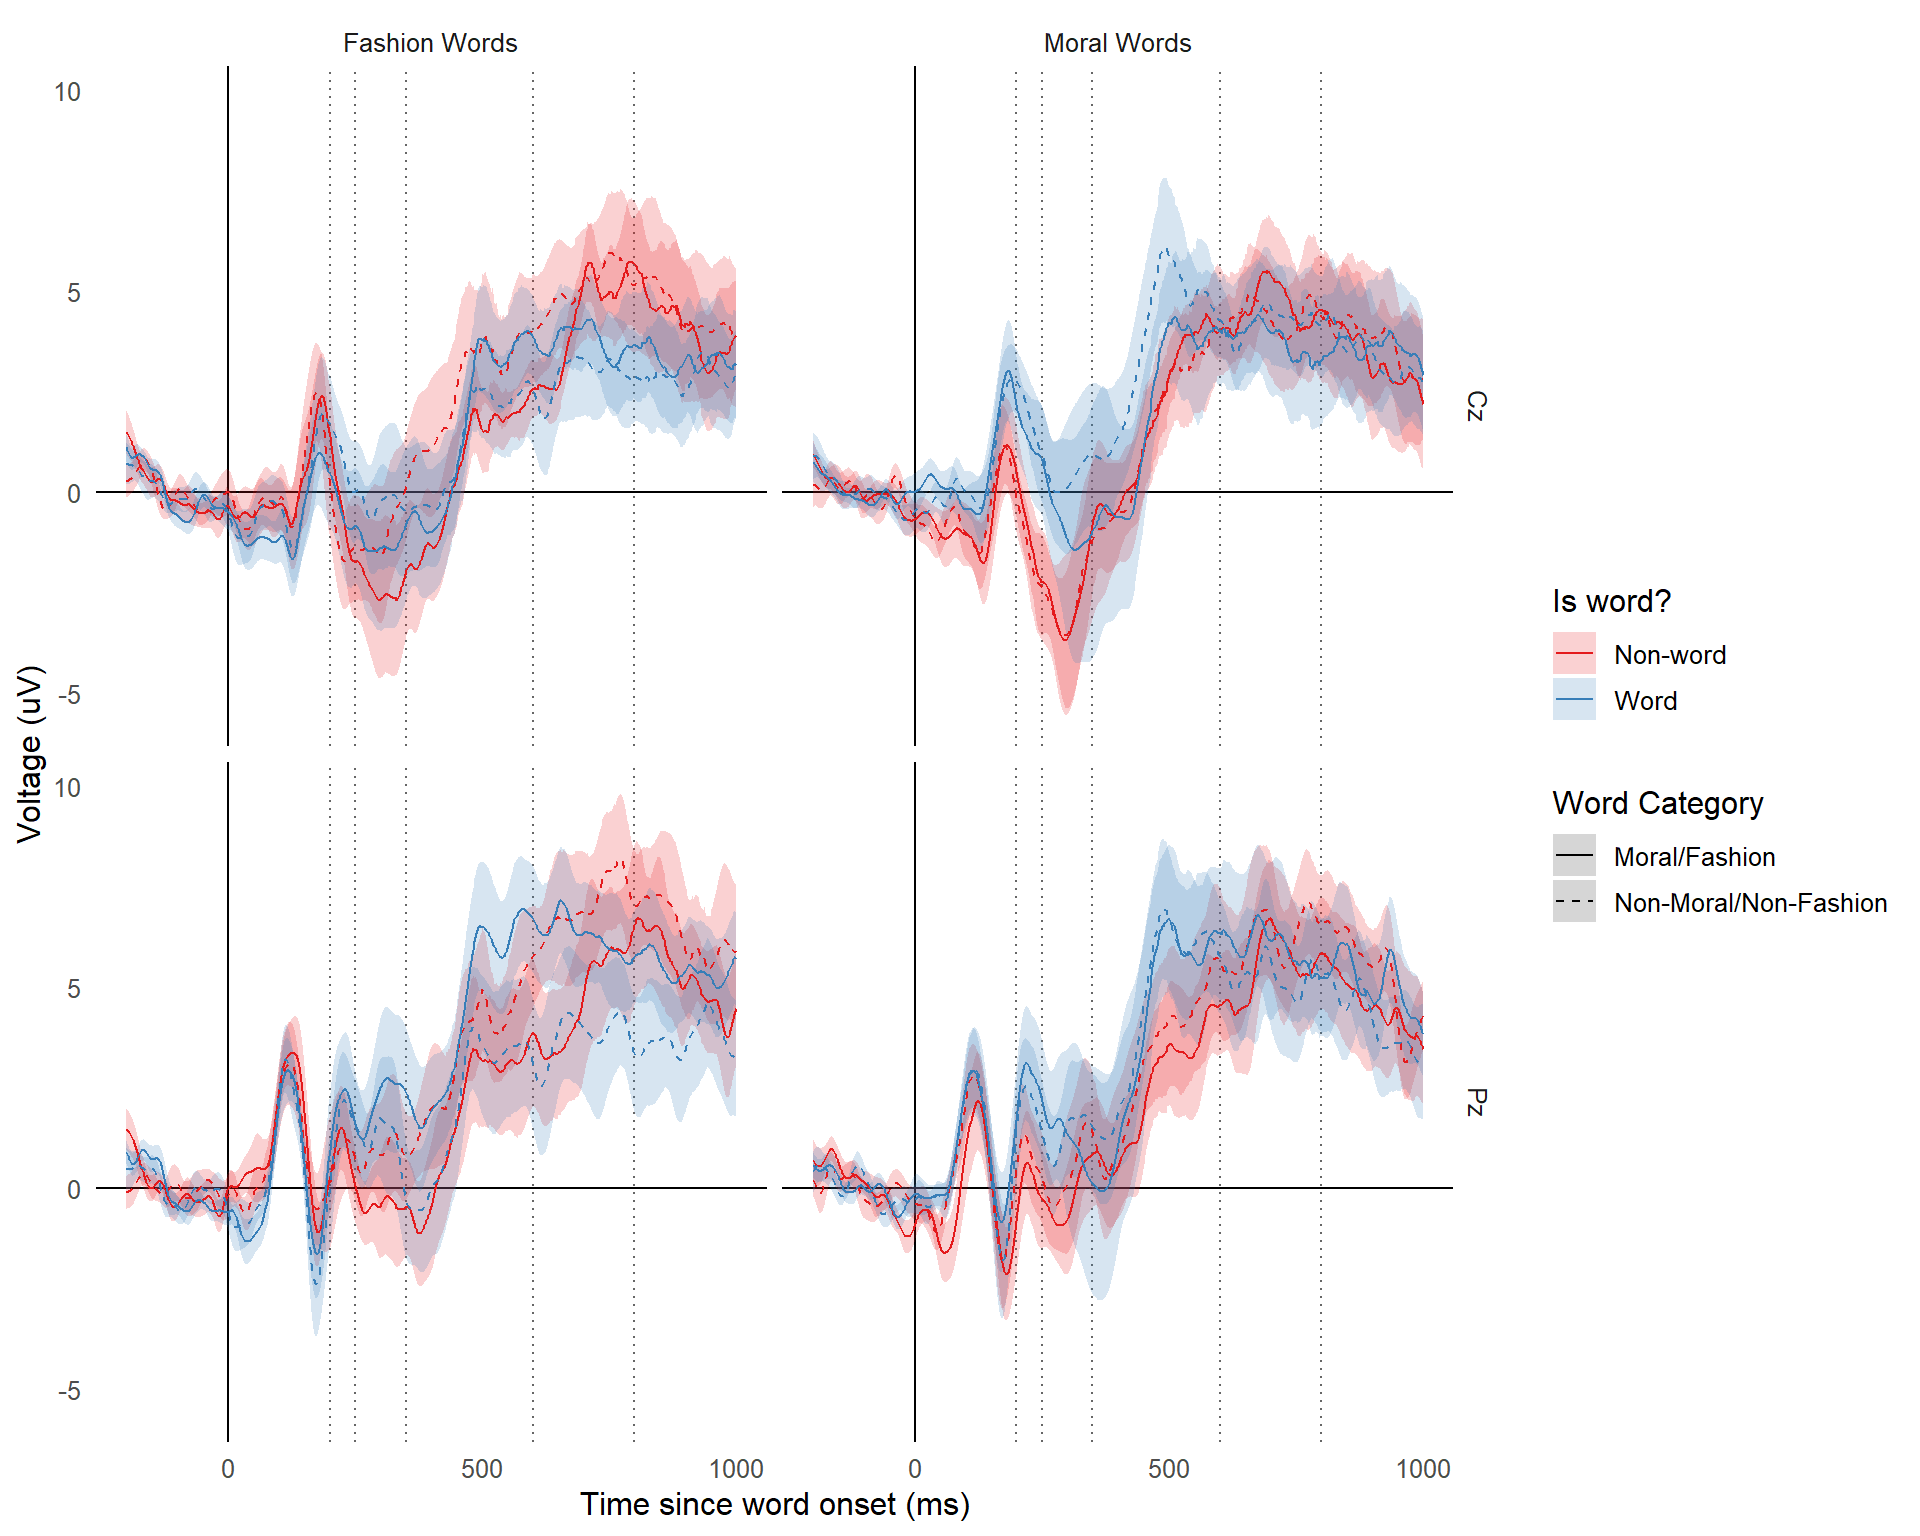 Fashion Words
Moral Words
10
5
0
-5
Cz
10
5
0
-5
Pz
Voltage (uV)
0
500
1000
0
500
1000
Time since word onset (ms)
Is word?
Non-word
Word
Word Category
Moral/Fashion
Non-Moral/Non-Fashion